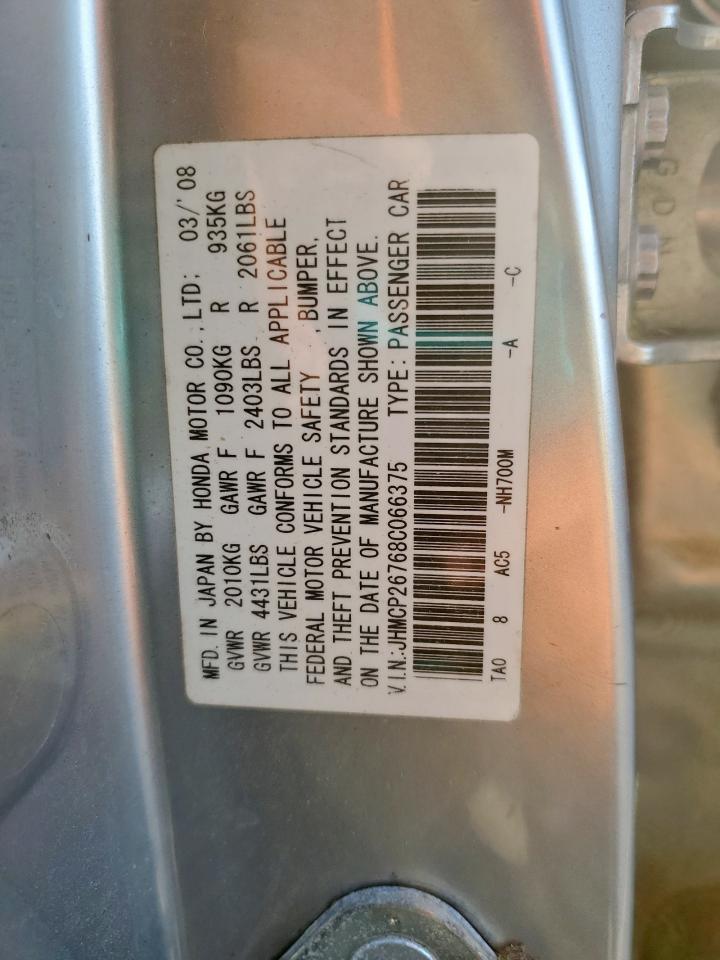 MFD. IN JAPAN BY HONDA MOTOR CO., LTD; 03/'08
GVWR 2010KG GAWR F 1090KG R 935KG
GVWR 4431LBS GAWR F 2403LBS R 2061LBS
THIS VEHICLE CONFORMS TO ALL APPLICABLE
FEDERAL MOTOR VEHICLE SAFETY ,BUMPER,
AND THEFT PREVENTION STANDARDS IN EFFECT
ON THE DATE OF MANUFACTURE SHOWN ABOVE.
V.I.N.:JHMCP26768C066375 TYPE: PASSENGER CAR
TA0 8 AC5 -NH700M -A -C